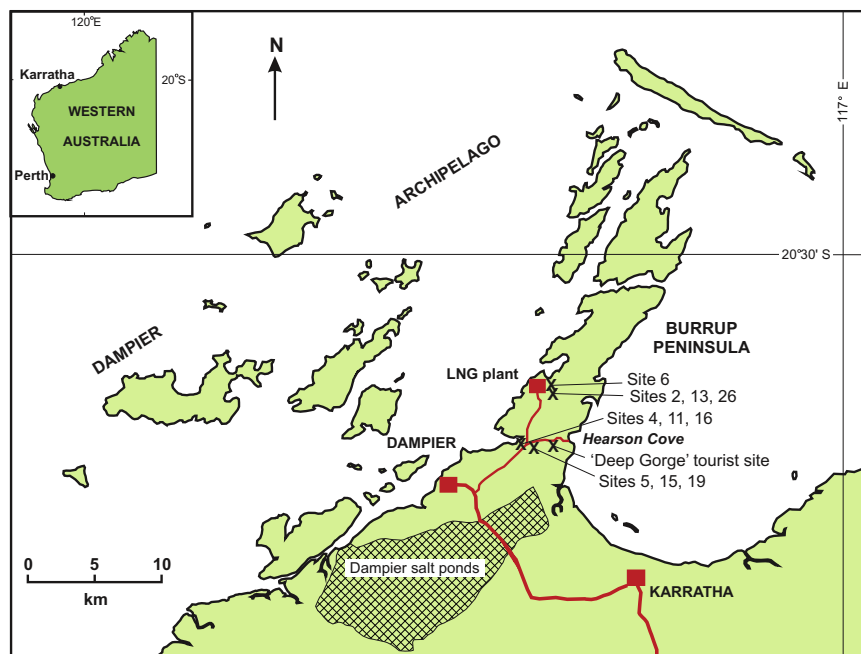 120°E
Karratha
20°S
WESTERN
AUSTRALIA
Perth
N
117° E
ARCHIPELAGO
20°30' S
DAMPIER
BURRUP
PENINSULA
LNG plant
Site 6
Sites 2, 13, 26
Sites 4, 11, 16
DAMPIER
Hearson Cove
'Deep Gorge' tourist site
Sites 5, 15, 19
Dampier salt ponds
0 5 10
km
KARRATHA